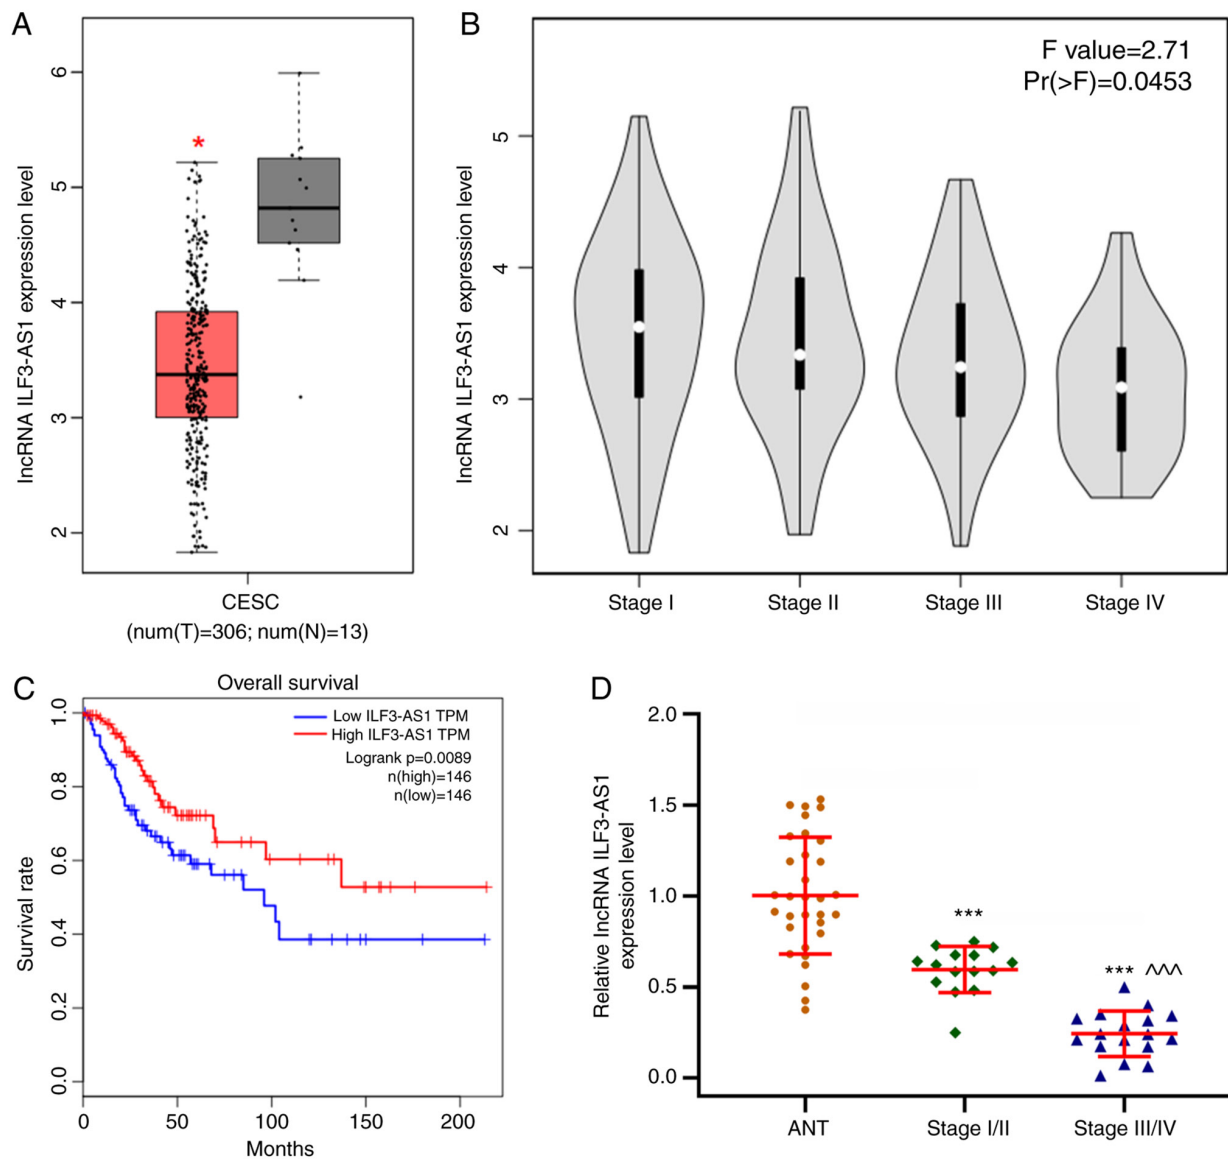 A
lncRNA ILF3-AS1 expression level
6
5
4
3
2
*
CESC
(num(T)=306; num(N)=13)
B
lncRNA ILF3-AS1 expression level
5
4
3
2
F value=2.71
Pr(>F)=0.0453
Stage I
Stage II
Stage III
Stage IV
C
Overall survival
Survival rate
1.0
0.8
0.6
0.4
0.2
0.0
Low ILF3-AS1 TPM
High ILF3-AS1 TPM
Logrank p=0.0089
n(high)=146
n(low)=146
0
50
100
150
200
Months
D
Relative lncRNA ILF3-AS1
expression level
2.0
1.5
1.0
0.5
0.0
***
*** ^^^
ANT
Stage I/II
Stage III/IV